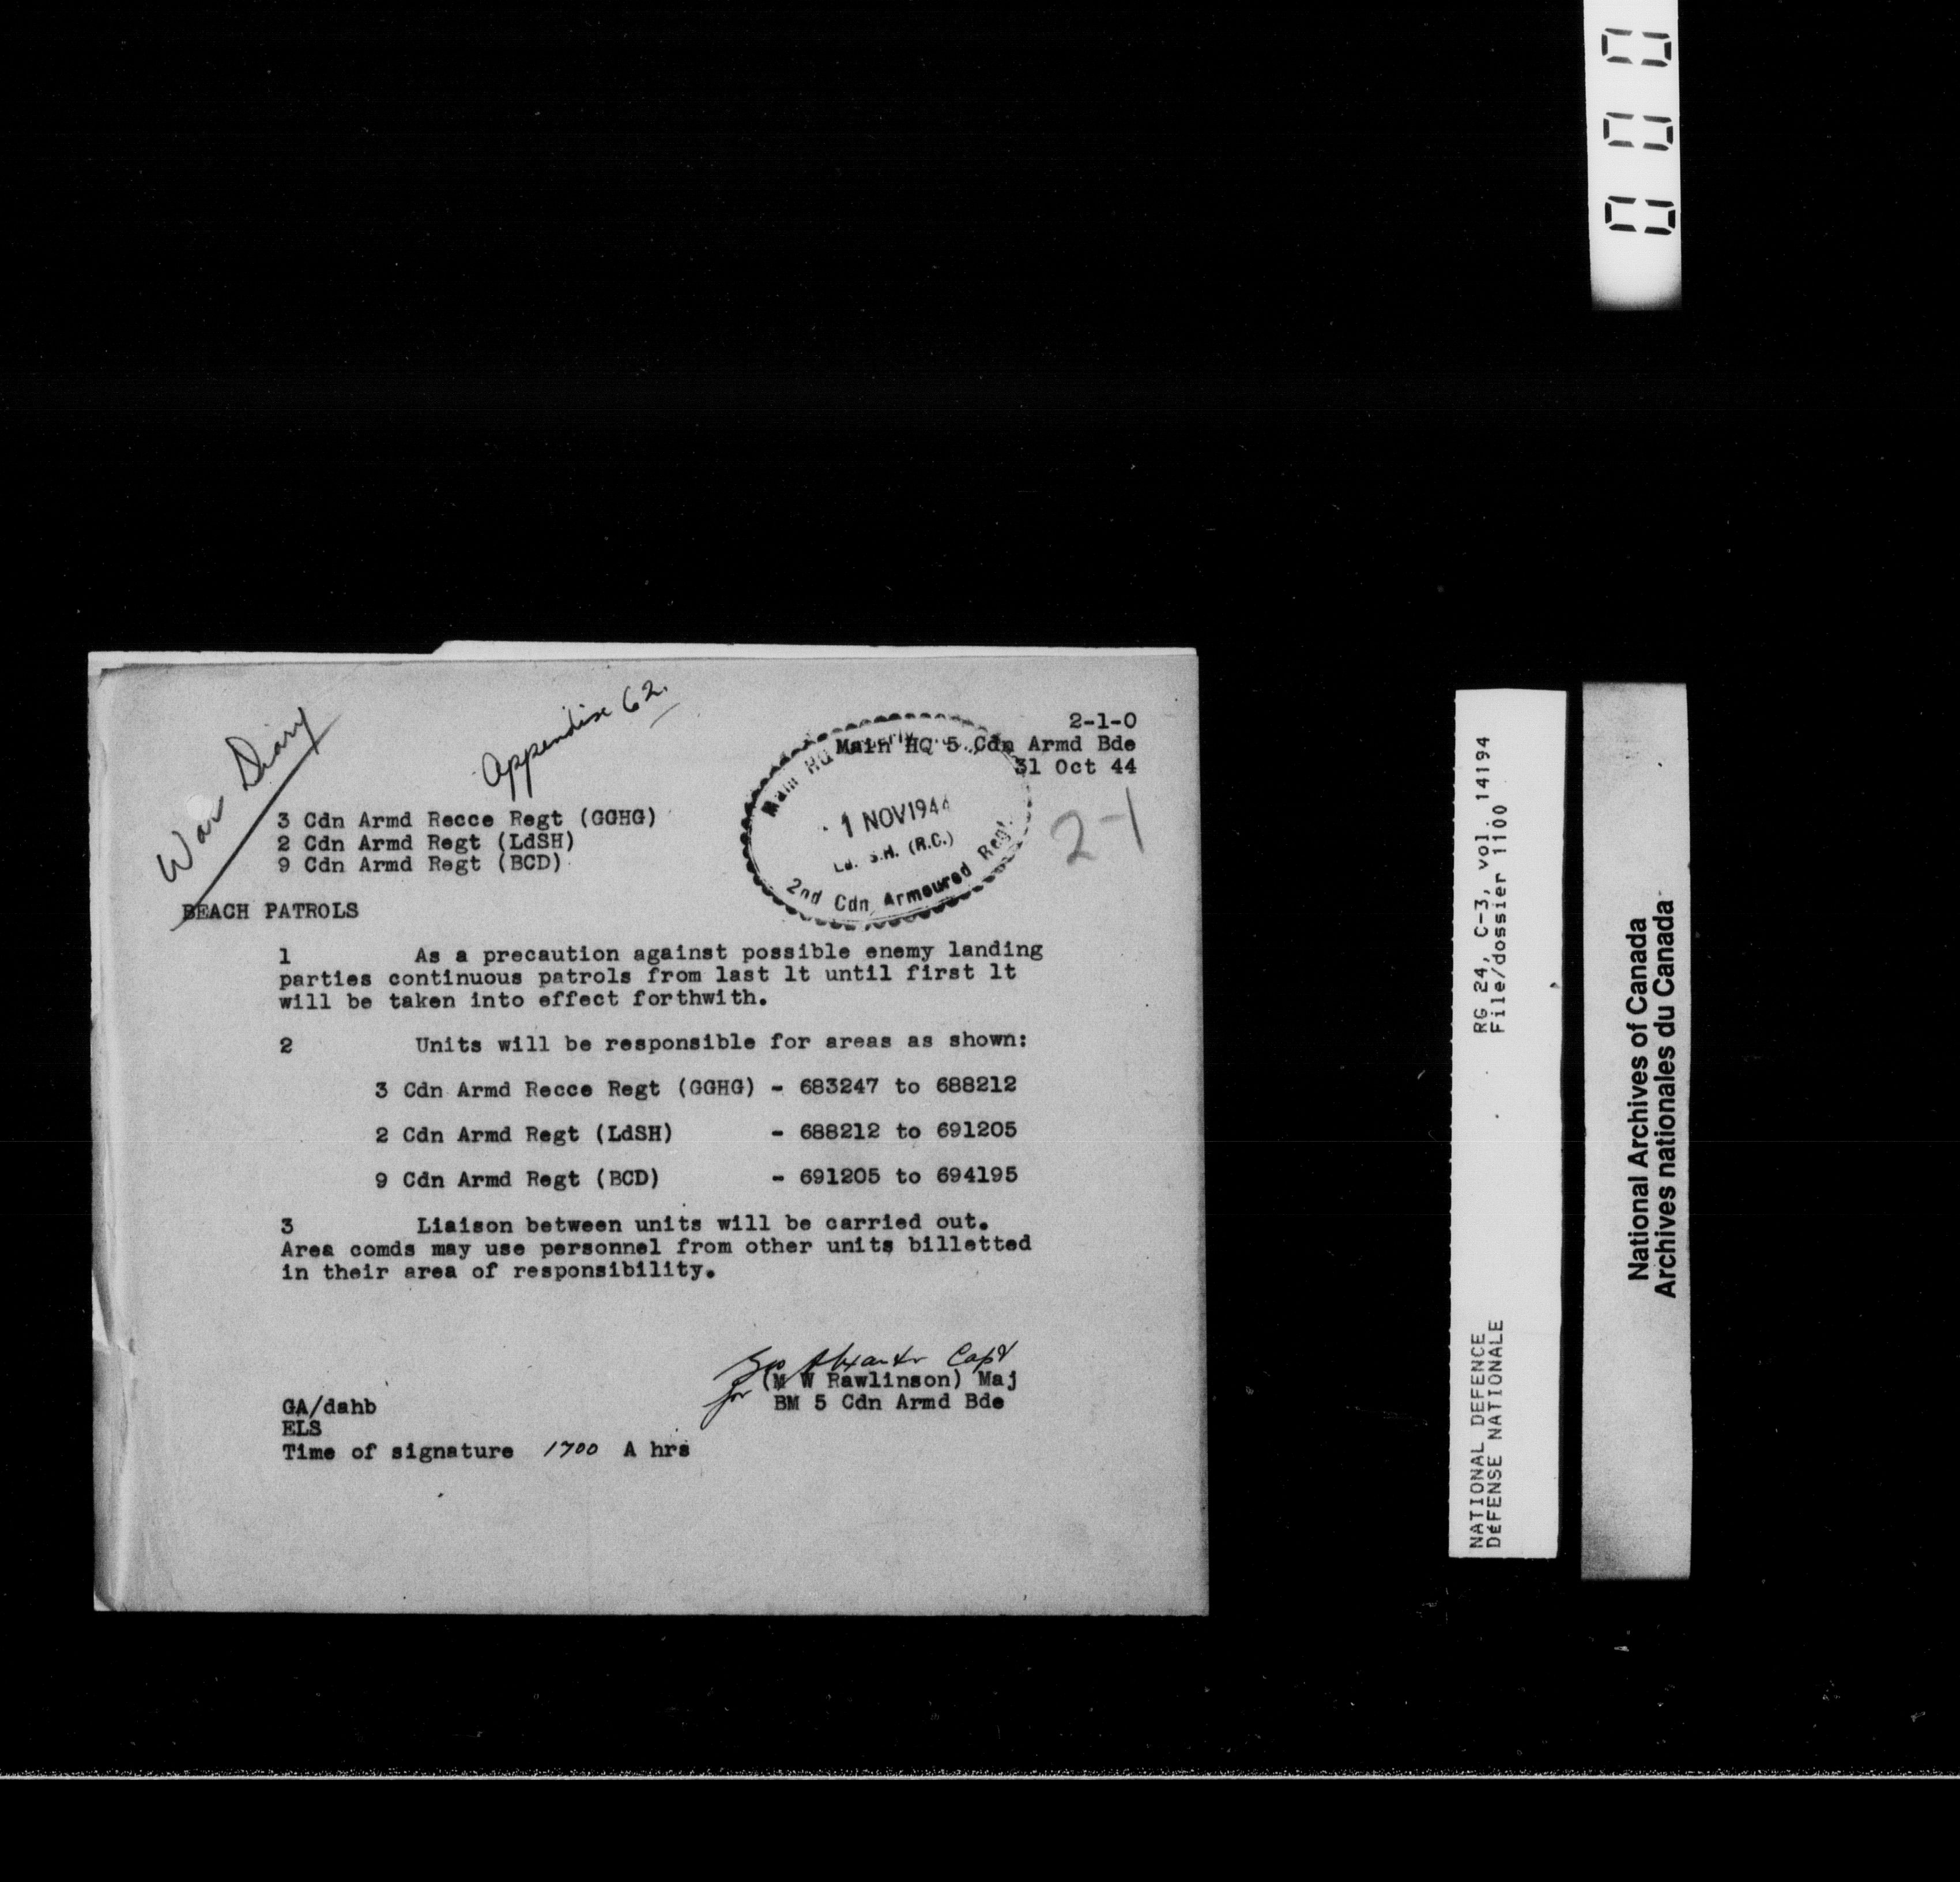 War Diary
Appendix 62.
2-1-0
Main HQ 5 Cdn Armd Bde
31 Oct 44
Main HQ
1 NOV 1944
Ld. S.H. (R.C.)
2nd Cdn Armoured Regt.
2-1
3 Cdn Armd Recce Regt (GGHG)
2 Cdn Armd Regt (LdSH)
9 Cdn Armd Regt (BCD)
BEACH PATROLS
1 As a precaution against possible enemy landing
parties continuous patrols from last lt until first lt
will be taken into effect forthwith.
2 Units will be responsible for areas as shown:
3 Cdn Armd Recce Regt (GGHG) - 683247 to 688212
2 Cdn Armd Regt (LdSH) - 688212 to 691205
9 Cdn Armd Regt (BCD) - 691205 to 694195
3 Liaison between units will be carried out.
Area comds may use personnel from other units billetted
in their area of responsibility.
Capt
for (M W Rawlinson) Maj
BM 5 Cdn Armd Bde
GA/dahb
ELS
Time of signature 1700 A hrs
000
RG 24, C-3, vol. 14194
File/dossier 1100
NATIONAL DEFENCE
DéFENSE NATIONALE
National Archives of Canada
Archives nationales du Canada